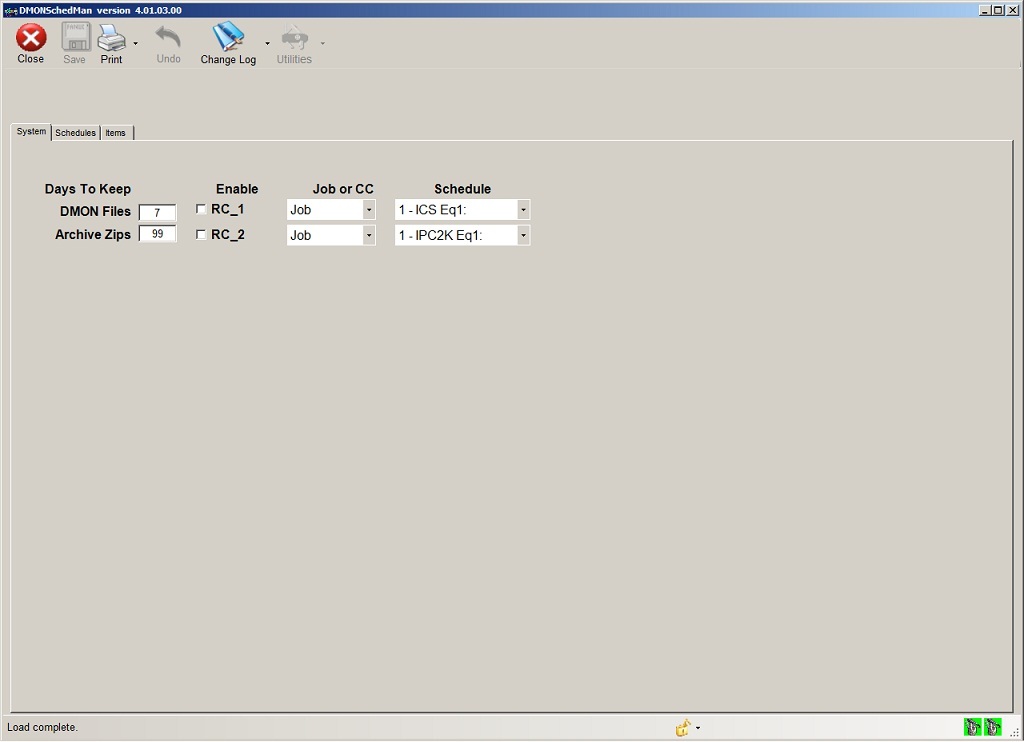 DMONSchedMan version 4.01.03.00
Close Save Print Undo Change Log Utilities
System Schedules Items
Days To Keep Enable Job or CC Schedule
DMON Files 7 RC_1 Job 1 - ICS Eq1:
Archive Zips 99 RC_2 Job 1 - IPC2K Eq1:
Load complete.